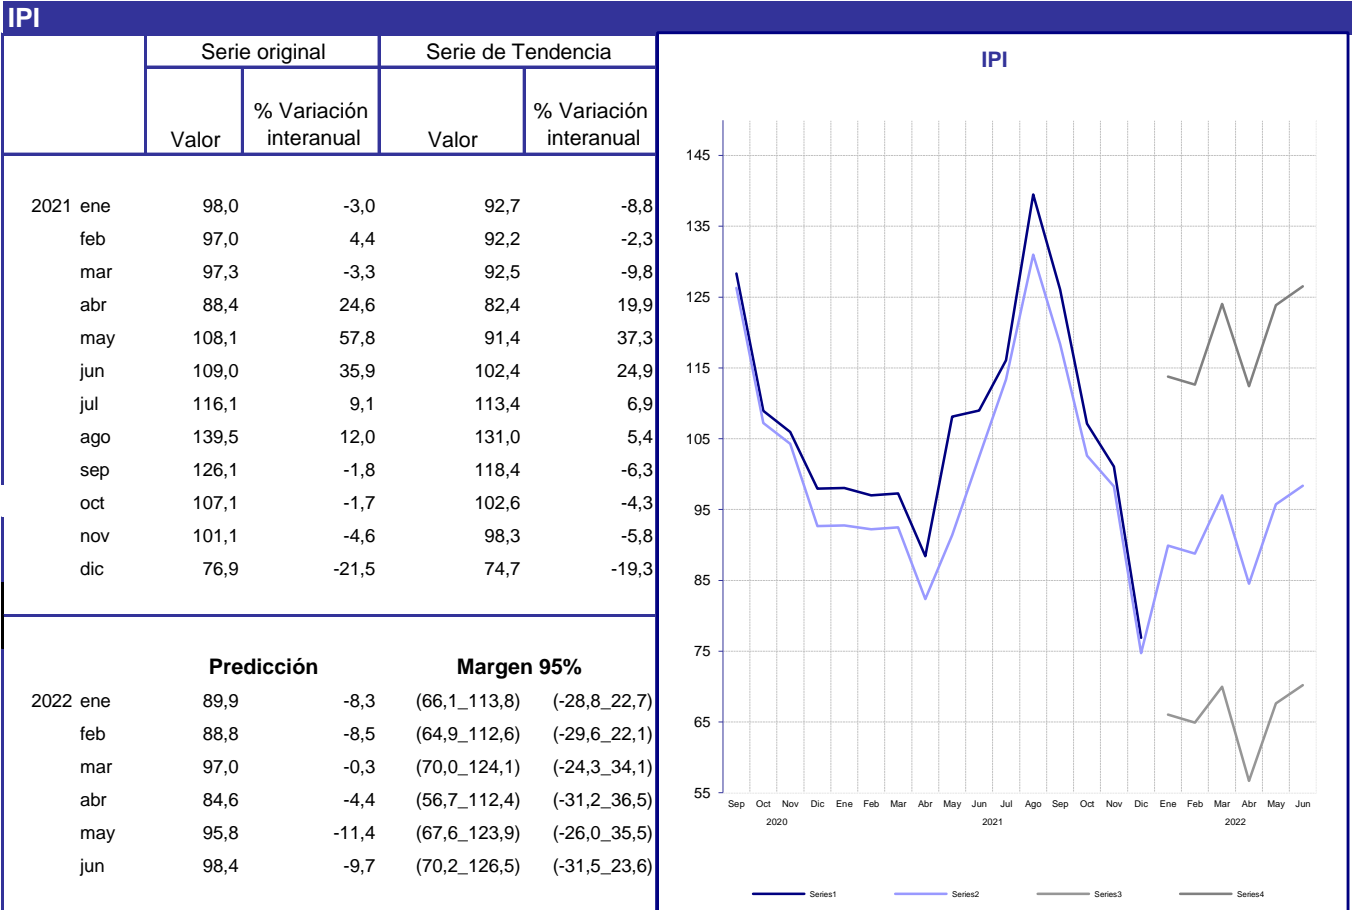 IPI
Serie original Serie de Tendencia
Valor % Variación interanual Valor % Variación interanual
2021 ene 98,0 -3,0 92,7 -8,8
feb 97,0 4,4 92,2 -2,3
mar 97,3 -3,3 92,5 -9,8
abr 88,4 24,6 82,4 19,9
may 108,1 57,8 91,4 37,3
jun 109,0 35,9 102,4 24,9
jul 116,1 9,1 113,4 6,9
ago 139,5 12,0 131,0 5,4
sep 126,1 -1,8 118,4 -6,3
oct 107,1 -1,7 102,6 -4,3
nov 101,1 -4,6 98,3 -5,8
dic 76,9 -21,5 74,7 -19,3
Predicción Margen 95%
2022 ene 89,9 -8,3 (66,1_113,8) (-28,8_22,7)
feb 88,8 -8,5 (64,9_112,6) (-29,6_22,1)
mar 97,0 -0,3 (70,0_124,1) (-24,3_34,1)
abr 84,6 -4,4 (56,7_112,4) (-31,2_36,5)
may 95,8 -11,4 (67,6_123,9) (-26,0_35,5)
jun 98,4 -9,7 (70,2_126,5) (-31,5_23,6)
IPI
145
135
125
115
105
95
85
75
65
55
Sep Oct Nov Dic Ene Feb Mar Abr May Jun Jul Ago Sep Oct Nov Dic Ene Feb Mar Abr May Jun
2020 2021 2022
Series1 Series2 Series3 Series4